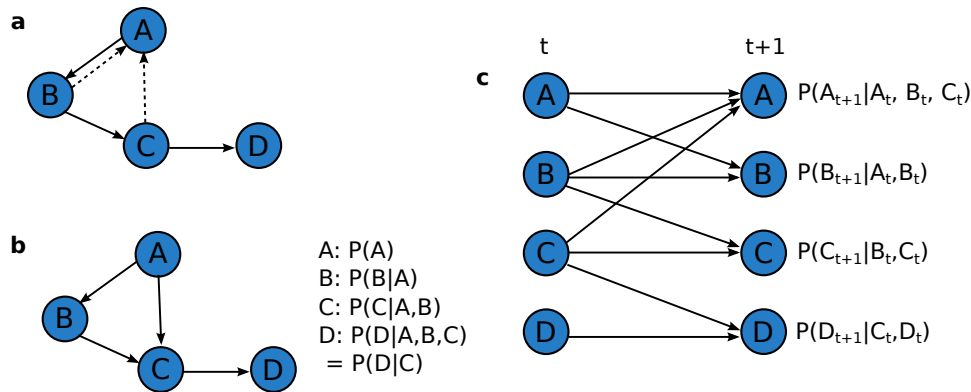 a
A
B
C
D
b
A
B
C
D
A: P(A)
B: P(B|A)
C: P(C|A,B)
D: P(D|A,B,C)
= P(D|C)
c
t
t+1
A
A
P(Aₜ₊₁|Aₜ, Bₜ, Cₜ)
B
B
P(Bₜ₊₁|Aₜ,Bₜ)
C
C
P(Cₜ₊₁|Bₜ,Cₜ)
D
D
P(Dₜ₊₁|Cₜ,Dₜ)